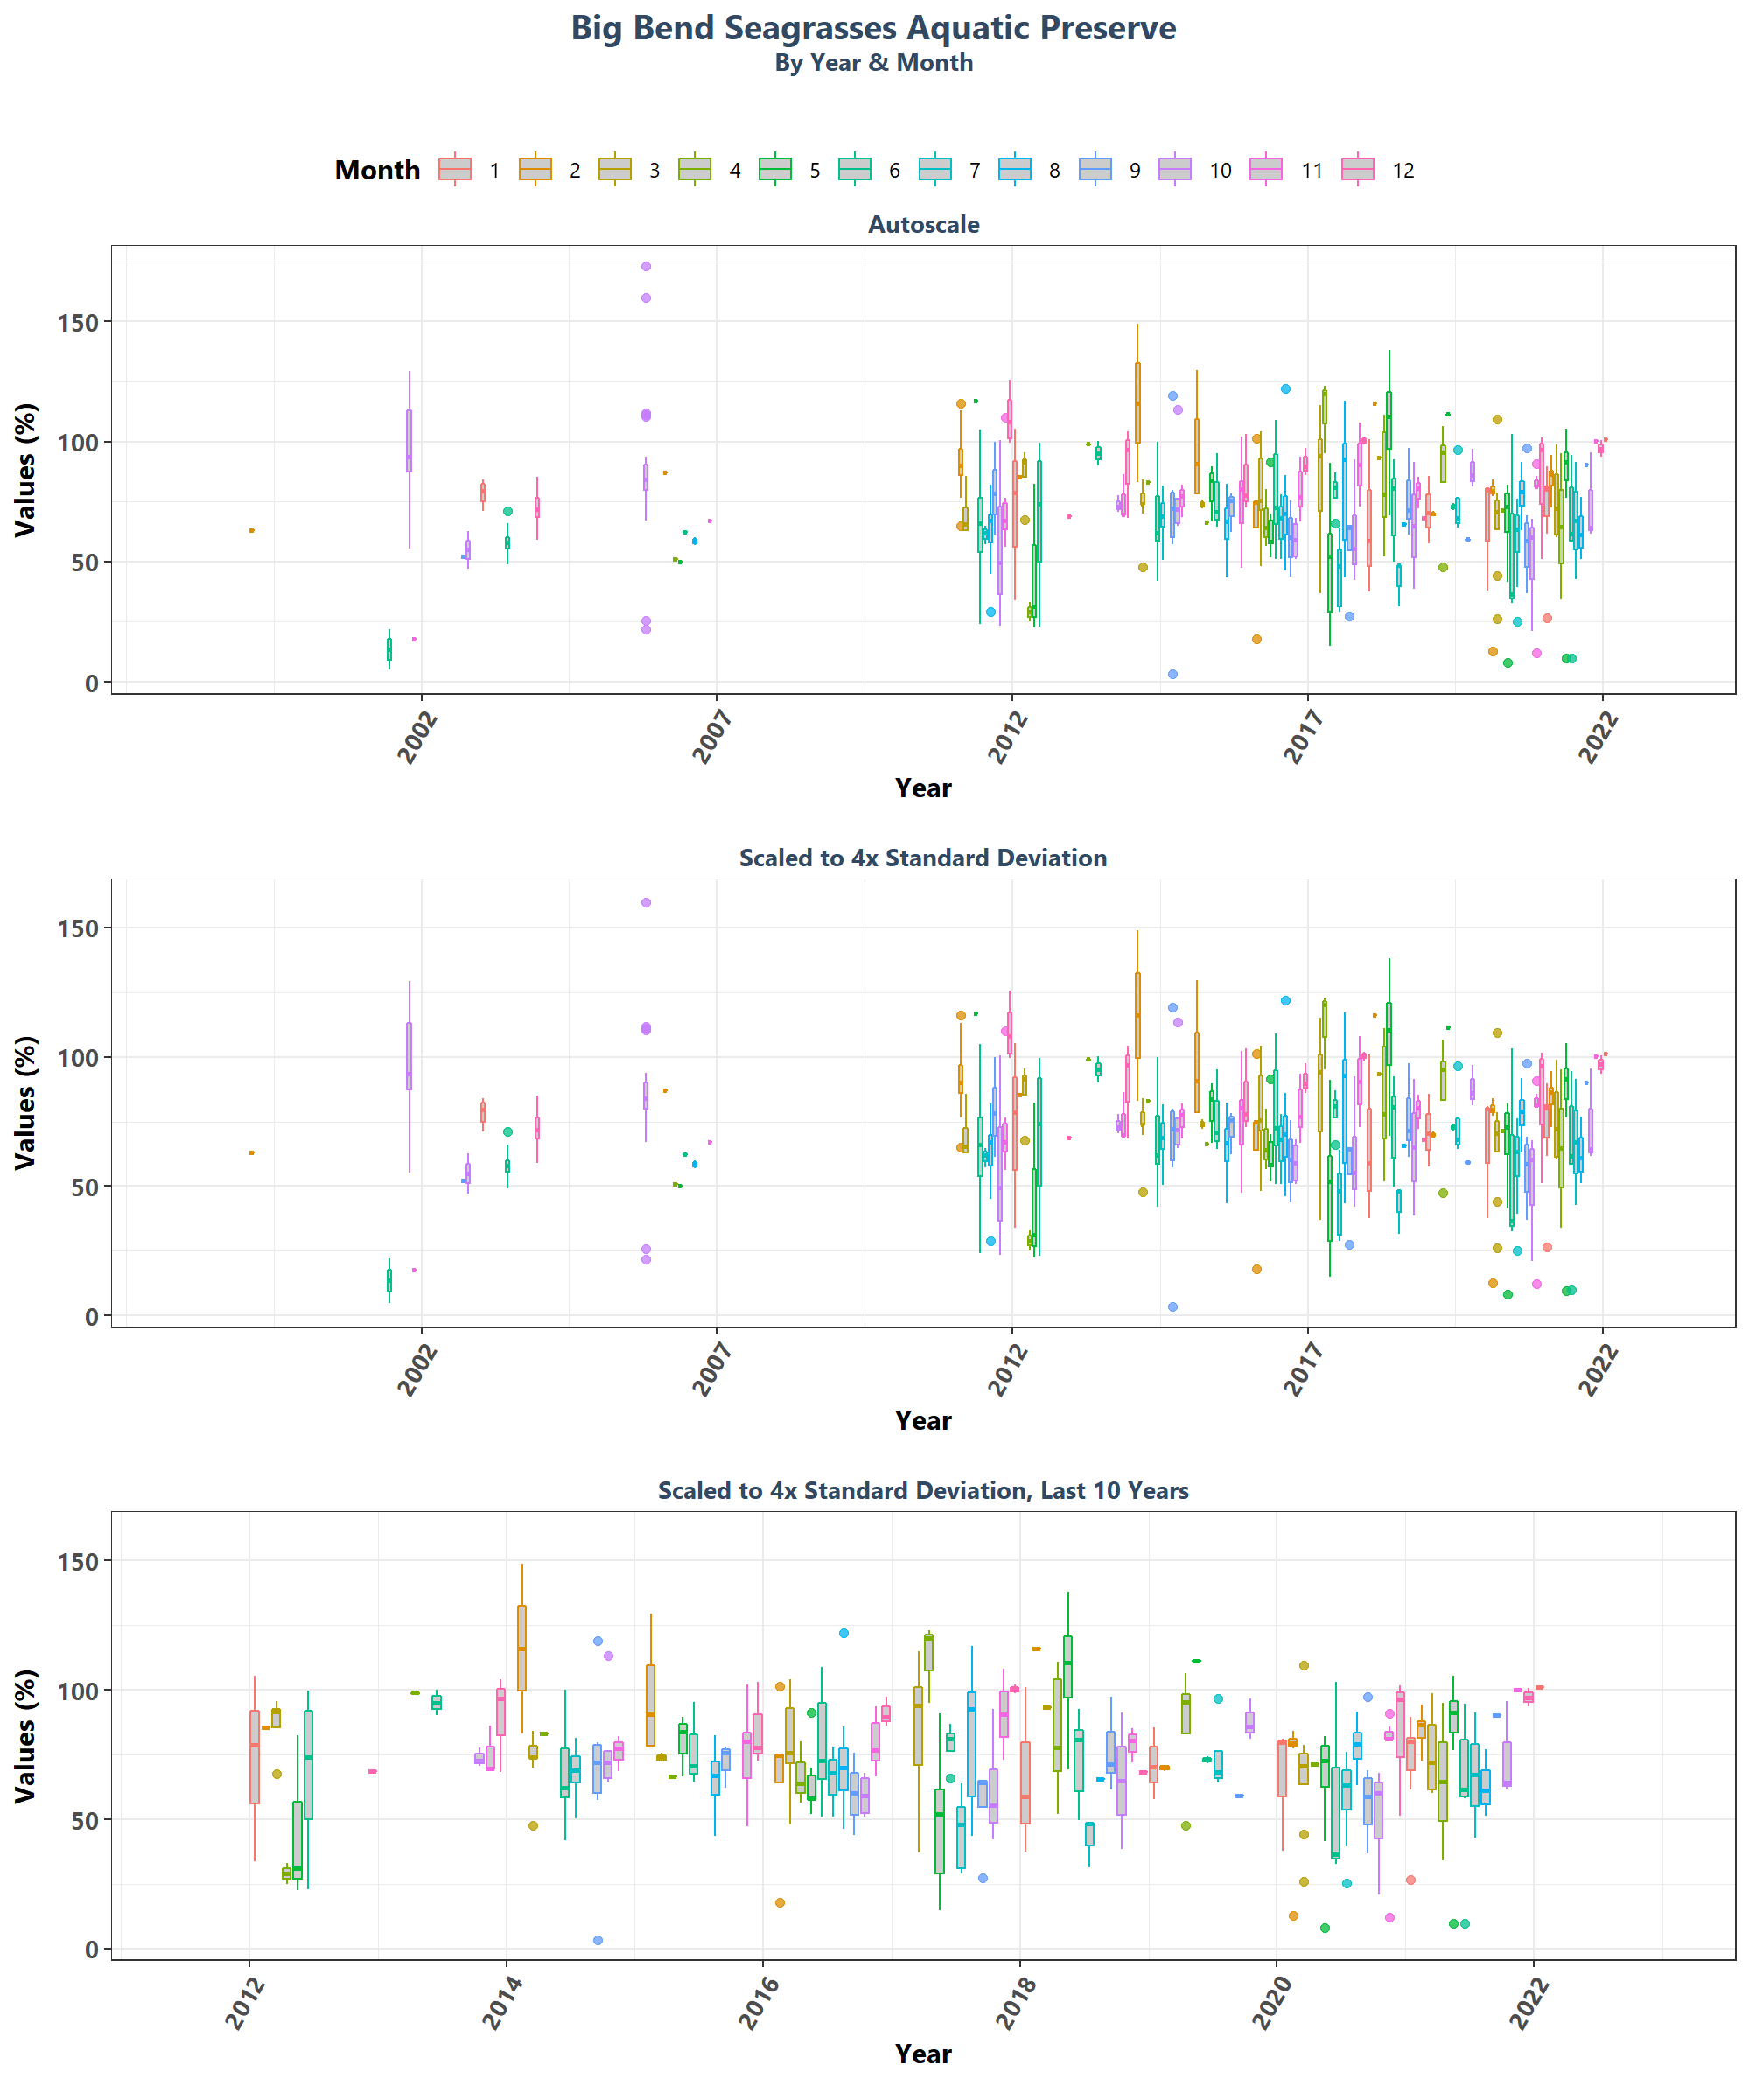 Big Bend Seagrasses Aquatic Preserve
By Year & Month
Month 1 2 3 4 5 6 7 8 9 10 11 12
Autoscale
Values (%)
150
100
50
0
2002 2007 2012 2017 2022
Year
Scaled to 4x Standard Deviation
Values (%)
150
100
50
0
2002 2007 2012 2017 2022
Year
Scaled to 4x Standard Deviation, Last 10 Years
Values (%)
150
100
50
0
2012 2014 2016 2018 2020 2022
Year